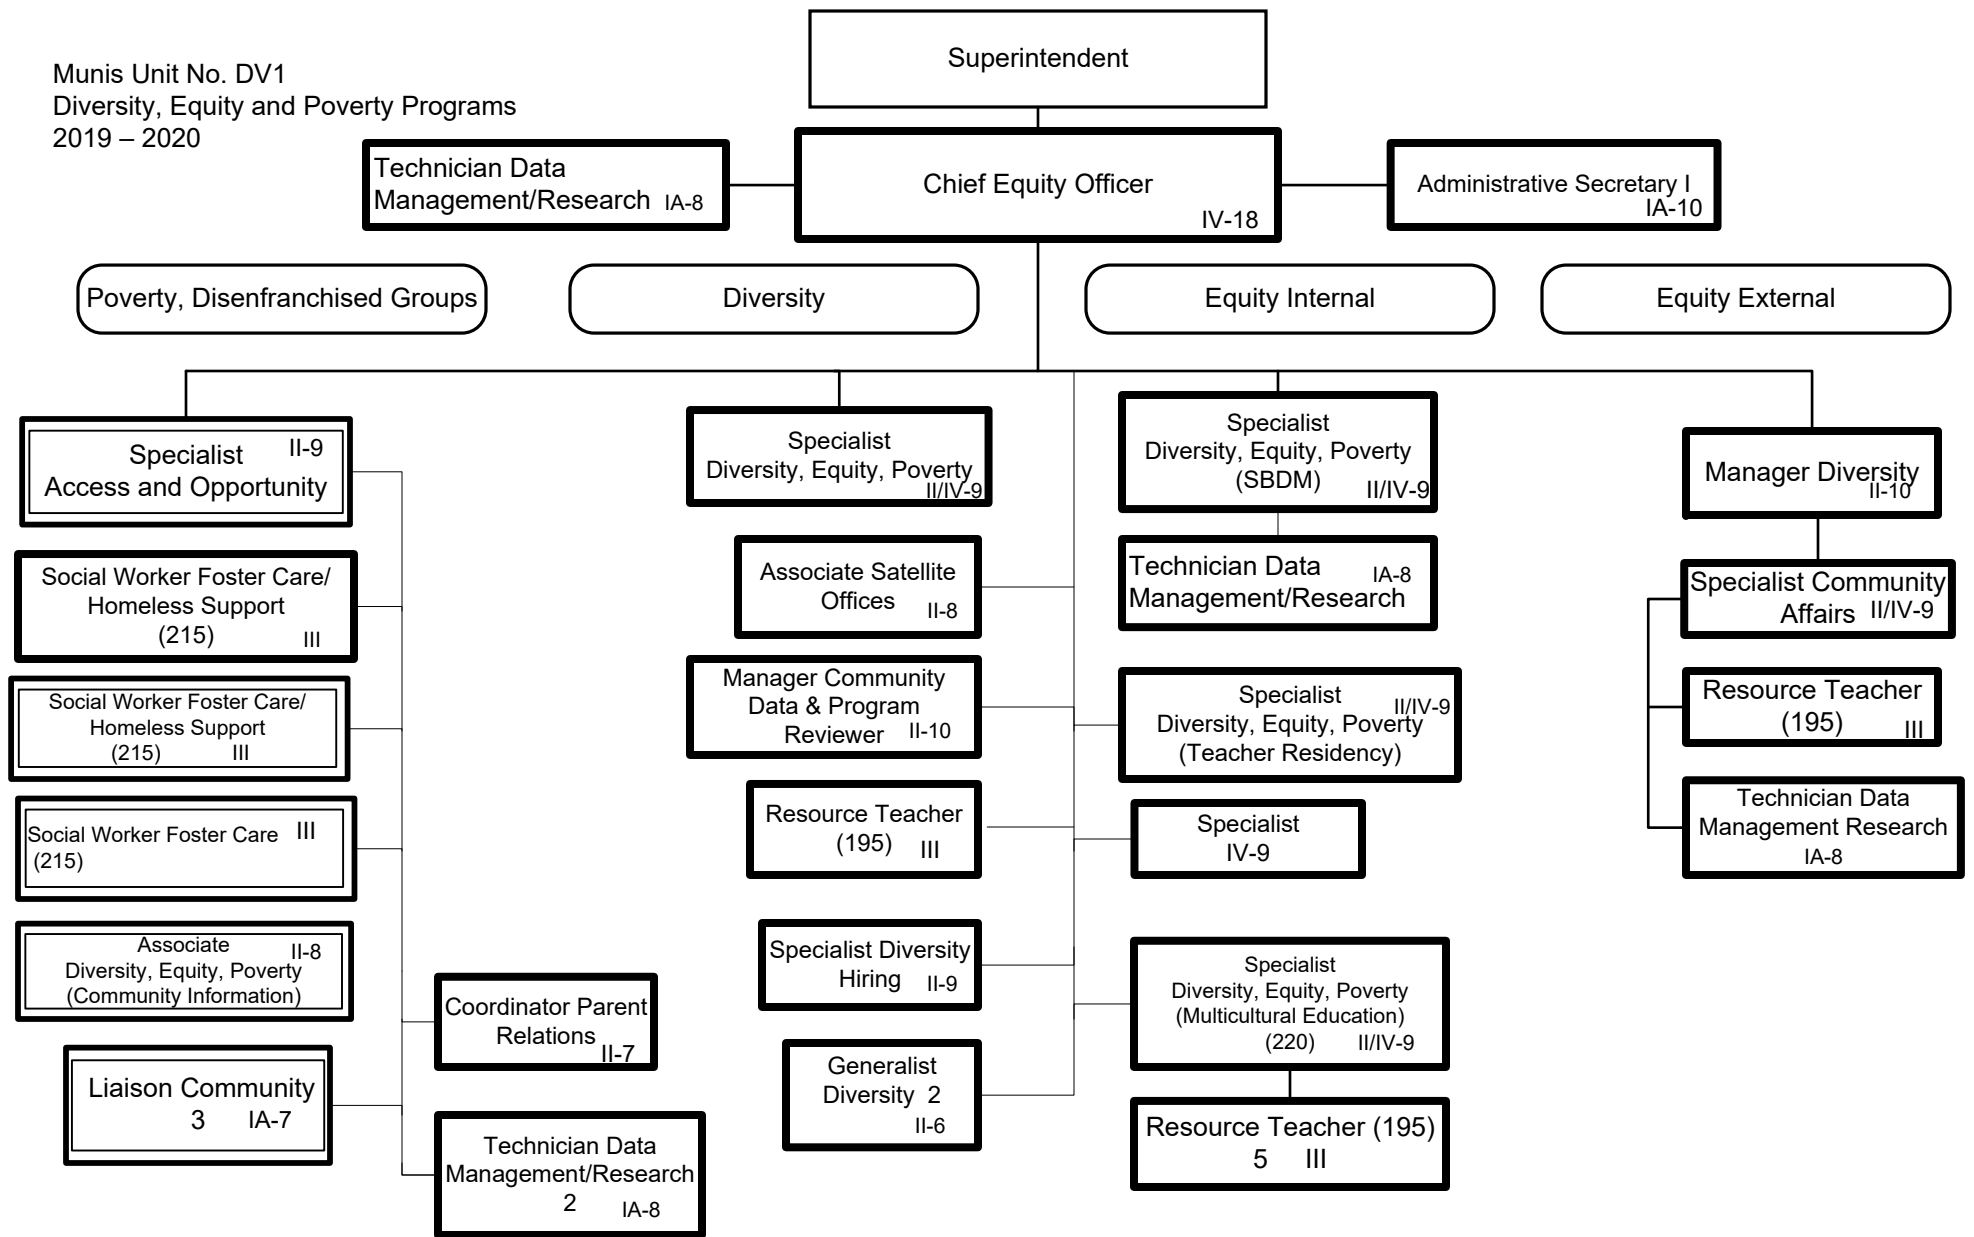 Superintendent
Munis Unit No. DV1
Diversity, Equity and Poverty Programs
2019 – 2020
Technician Data
Management/Research IA-8
Chief Equity Officer
IV-18
Administrative Secretary I
IA-10
Poverty, Disenfranchised Groups
Diversity
Equity Internal
Equity External
Specialist II-9
Access and Opportunity
Social Worker Foster Care/
Homeless Support
(215) III
Social Worker Foster Care/
Homeless Support
(215) III
Social Worker Foster Care III
(215)
Associate II-8
Diversity, Equity, Poverty
(Community Information)
Liaison Community
3 IA-7
Coordinator Parent
Relations II-7
Technician Data
Management/Research
2 IA-8
Specialist
Diversity, Equity, Poverty
II/IV-9
Associate Satellite
Offices II-8
Manager Community
Data & Program
Reviewer II-10
Resource Teacher
(195) III
Specialist Diversity
Hiring II-9
Generalist
Diversity 2
II-6
Specialist
Diversity, Equity, Poverty
(SBDM) II/IV-9
Technician Data IA-8
Management/Research
Specialist II/IV-9
Diversity, Equity, Poverty
(Teacher Residency)
Specialist
IV-9
Specialist
Diversity, Equity, Poverty
(Multicultural Education)
(220) II/IV-9
Resource Teacher (195)
5 III
Manager Diversity
II-10
Specialist Community
Affairs II/IV-9
Resource Teacher
(195) III
Technician Data
Management Research
IA-8